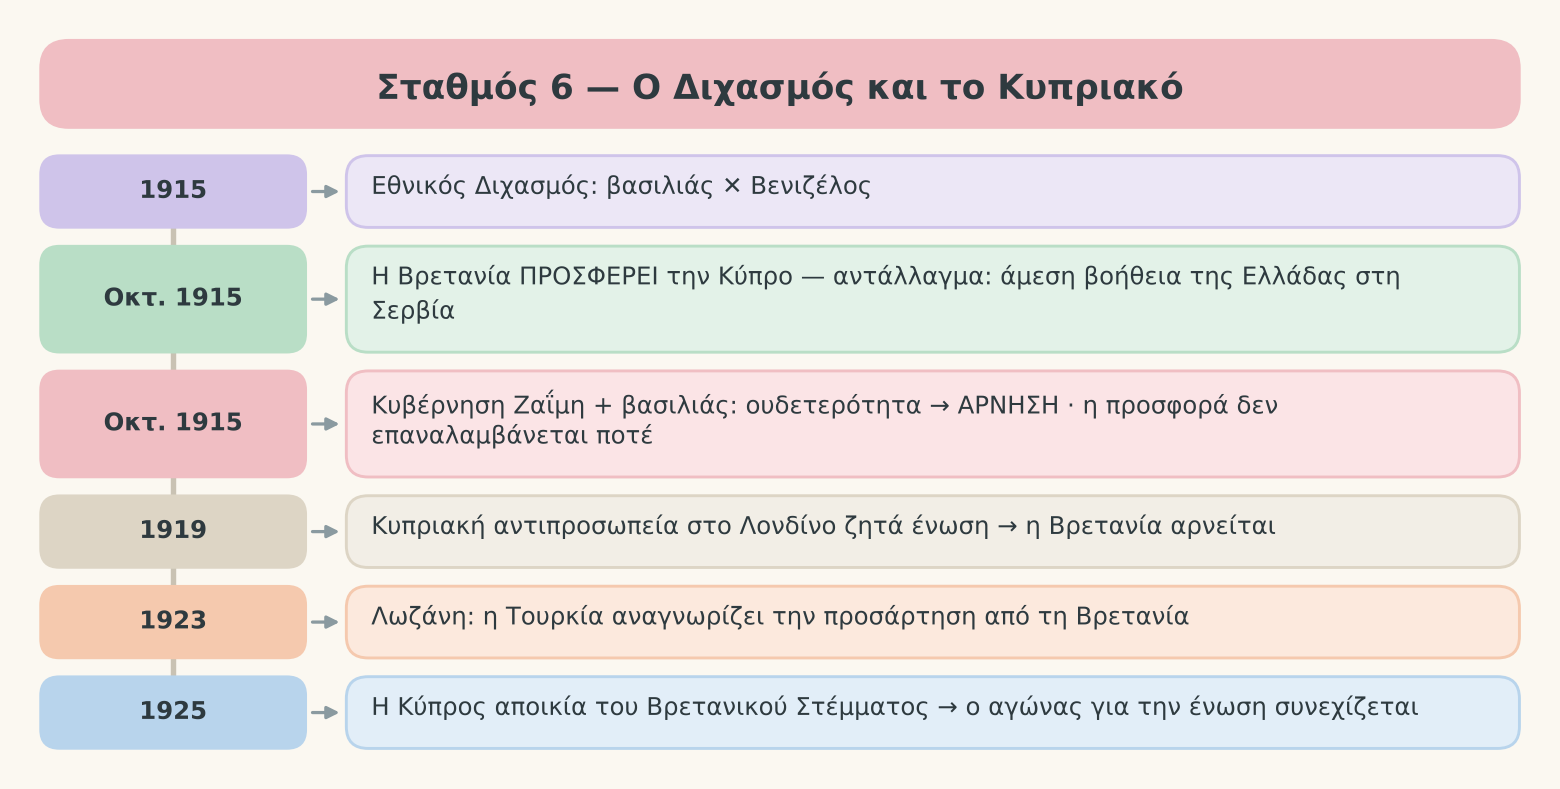 Σταθμός 6 — Ο Διχασμός και το Κυπριακό
1915
Εθνικός Διχασμός: βασιλιάς ✕ Βενιζέλος
Οκτ. 1915
Η Βρετανία ΠΡΟΣΦΕΡΕΙ την Κύπρο — αντάλλαγμα: άμεση βοήθεια της Ελλάδας στη
Σερβία
Οκτ. 1915
Κυβέρνηση Ζαΐμη + βασιλιάς: ουδετερότητα → ΑΡΝΗΣΗ · η προσφορά δεν
επαναλαμβάνεται ποτέ
1919
Κυπριακή αντιπροσωπεία στο Λονδίνο ζητά ένωση → η Βρετανία αρνείται
1923
Λωζάνη: η Τουρκία αναγνωρίζει την προσάρτηση από τη Βρετανία
1925
Η Κύπρος αποικία του Βρετανικού Στέμματος → ο αγώνας για την ένωση συνεχίζεται